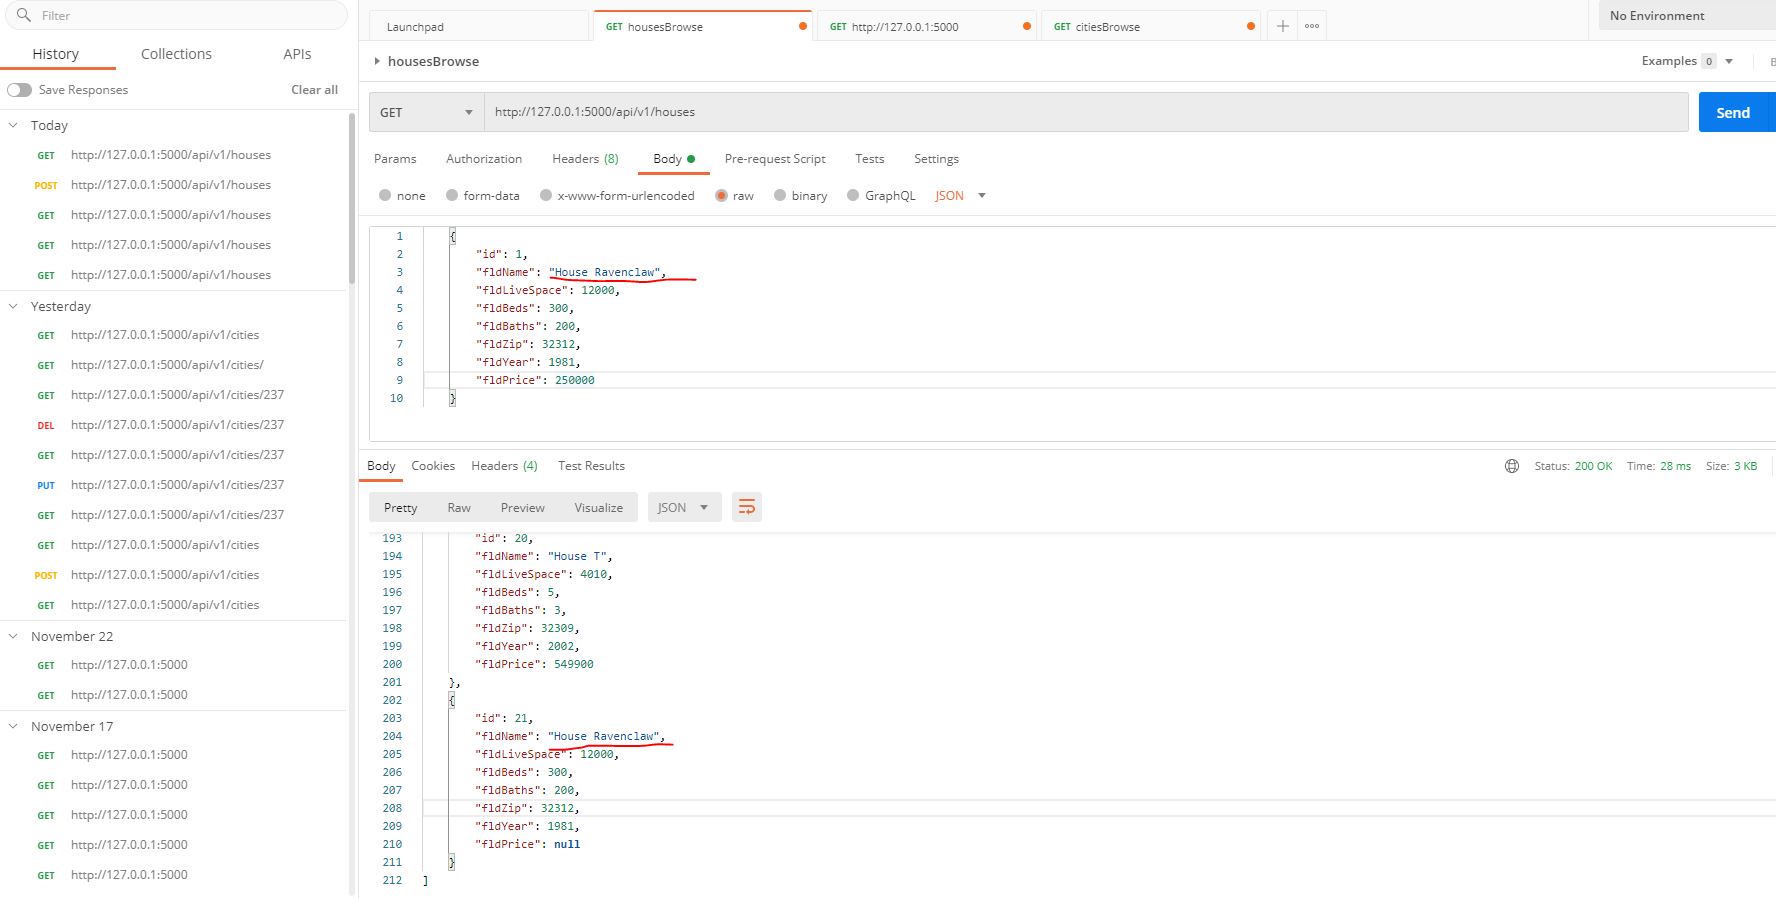 Filter
History Collections APIs
Save Responses Clear all
Today
GET http://127.0.0.1:5000/api/v1/houses
POST http://127.0.0.1:5000/api/v1/houses
GET http://127.0.0.1:5000/api/v1/houses
GET http://127.0.0.1:5000/api/v1/houses
GET http://127.0.0.1:5000/api/v1/houses
Yesterday
GET http://127.0.0.1:5000/api/v1/cities
GET http://127.0.0.1:5000/api/v1/cities/
GET http://127.0.0.1:5000/api/v1/cities/237
DEL http://127.0.0.1:5000/api/v1/cities/237
GET http://127.0.0.1:5000/api/v1/cities/237
PUT http://127.0.0.1:5000/api/v1/cities/237
GET http://127.0.0.1:5000/api/v1/cities/237
GET http://127.0.0.1:5000/api/v1/cities
POST http://127.0.0.1:5000/api/v1/cities
GET http://127.0.0.1:5000/api/v1/cities
November 22
GET http://127.0.0.1:5000
GET http://127.0.0.1:5000
November 17
GET http://127.0.0.1:5000
GET http://127.0.0.1:5000
GET http://127.0.0.1:5000
GET http://127.0.0.1:5000
GET http://127.0.0.1:5000
Launchpad GET housesBrowse GET http://127.0.0.1:5000 GET citiesBrowse No Environment
housesBrowse Examples 0
GET http://127.0.0.1:5000/api/v1/houses Send
Params Authorization Headers (8) Body Pre-request Script Tests Settings
none form-data x-www-form-urlencoded raw binary GraphQL JSON
1 {
2 "id": 1,
3 "fldName": "House Ravenclaw",
4 "fldLiveSpace": 12000,
5 "fldBeds": 300,
6 "fldBaths": 200,
7 "fldZip": 32312,
8 "fldYear": 1981,
9 "fldPrice": 250000
10 }
Body Cookies Headers (4) Test Results Status: 200 OK Time: 28 ms Size: 3 KB
Pretty Raw Preview Visualize JSON
193 "id": 20,
194 "fldName": "House T",
195 "fldLiveSpace": 4010,
196 "fldBeds": 5,
197 "fldBaths": 3,
198 "fldZip": 32309,
199 "fldYear": 2002,
200 "fldPrice": 549900
201 },
202 {
203 "id": 21,
204 "fldName": "House Ravenclaw",
205 "fldLiveSpace": 12000,
206 "fldBeds": 300,
207 "fldBaths": 200,
208 "fldZip": 32312,
209 "fldYear": 1981,
210 "fldPrice": null
211 }
212 ]